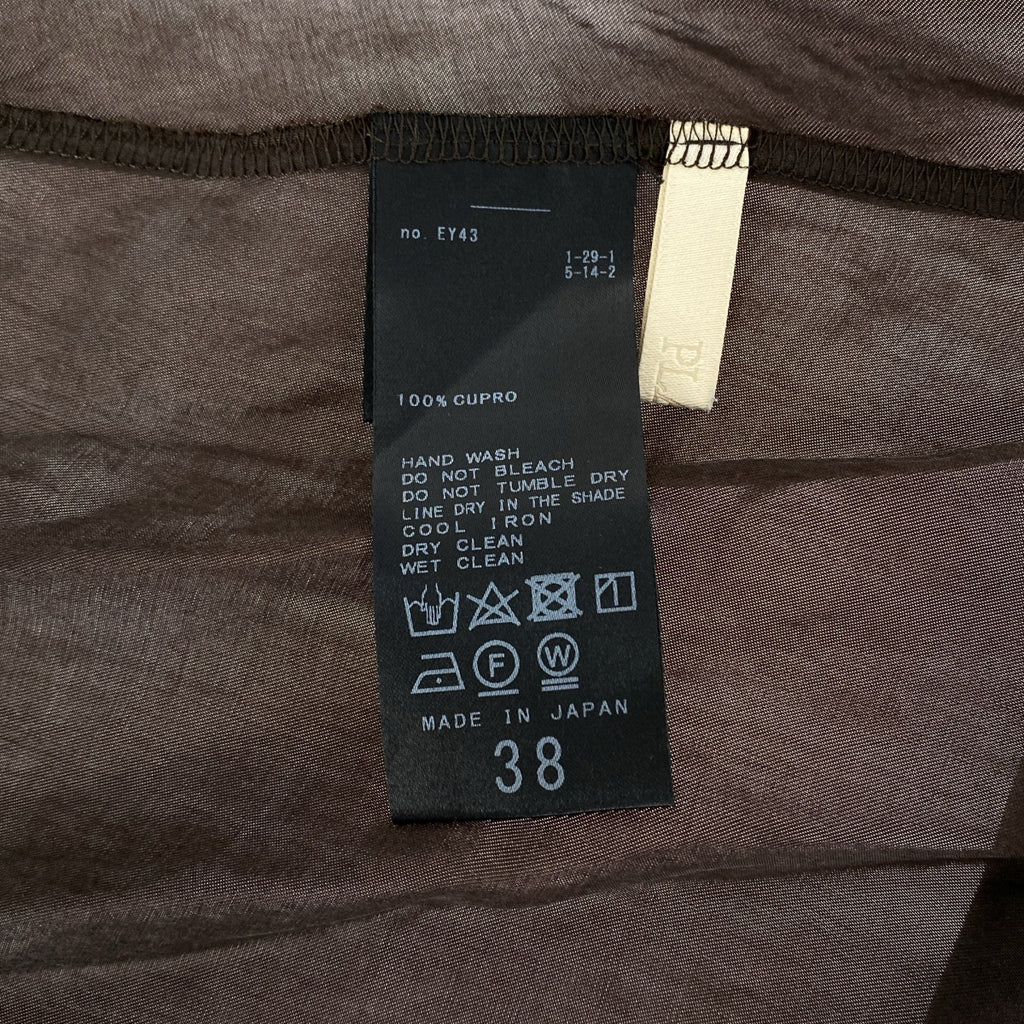 no. EY43
1-29-1
5-14-2
PL
100% CUPRO
HAND WASH
DO NOT BLEACH
DO NOT TUMBLE DRY
LINE DRY IN THE SHADE
COOL IRON
DRY CLEAN
WET CLEAN
F W
MADE IN JAPAN
38